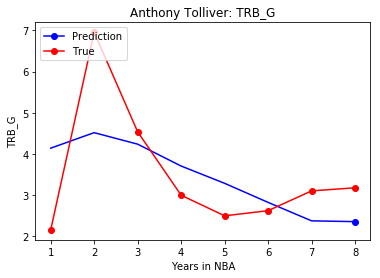 Anthony Tolliver: TRB_G
Prediction
True
7
6
5
4
3
2
TRB_G
1 2 3 4 5 6 7 8
Years in NBA